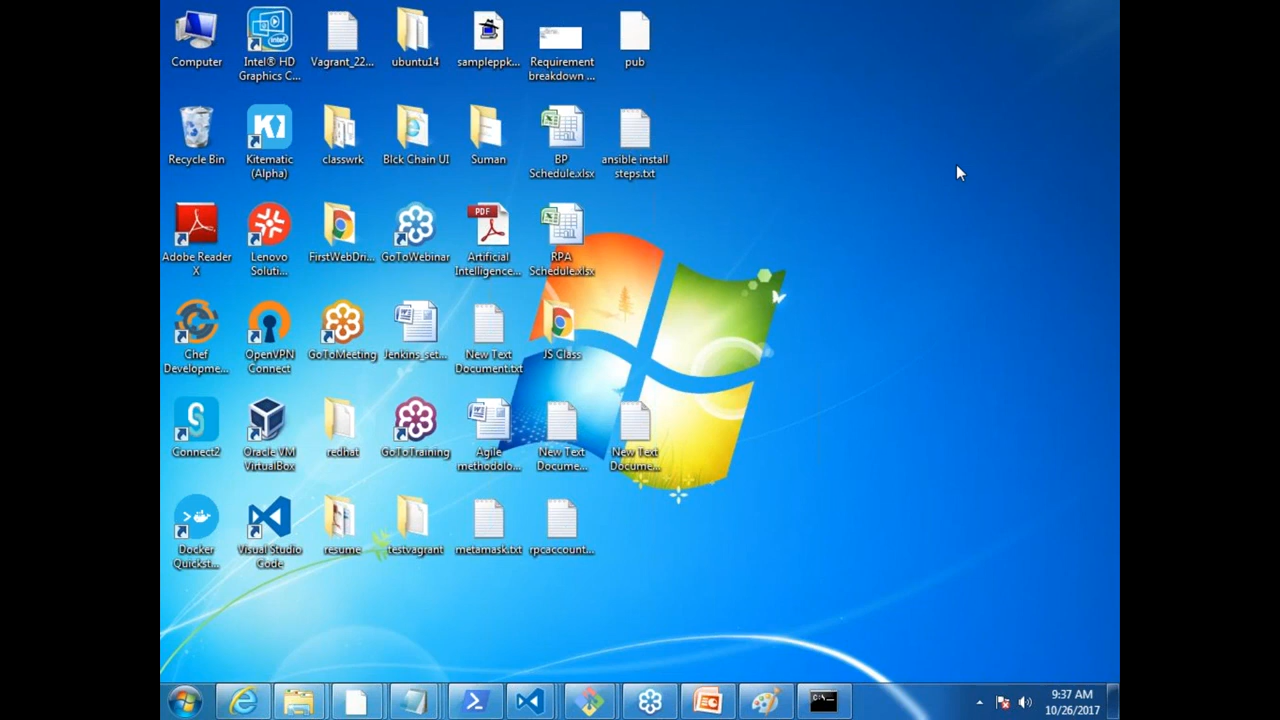 Computer
Intel® HD
Graphics C...
Vagrant_22...
ubuntu14
sampleppk...
Requirement
breakdown ...
pub
Recycle Bin
Kitematic
(Alpha)
classwrk
Blck Chain UI
Suman
BP
Schedule.xlsx
ansible install
steps.txt
Adobe Reader
X
Lenovo
Soluti...
FirstWebDri...
GoToWebinar
PDF
Artificial
Intelligence...
RPA
Schedule.xlsx
Chef
Developme...
OpenVPN
Connect
GoToMeeting
Jenkins_set...
New Text
Document.txt
JS Class
Connect2
Oracle VM
VirtualBox
redhat
GoToTraining
Agile
methodolo...
New Text
Docume...
New Text
Docume...
Docker
Quickst...
Visual Studio
Code
resume
testvagrant
metamask.txt
rpcaccount...
9:37 AM
10/26/2017